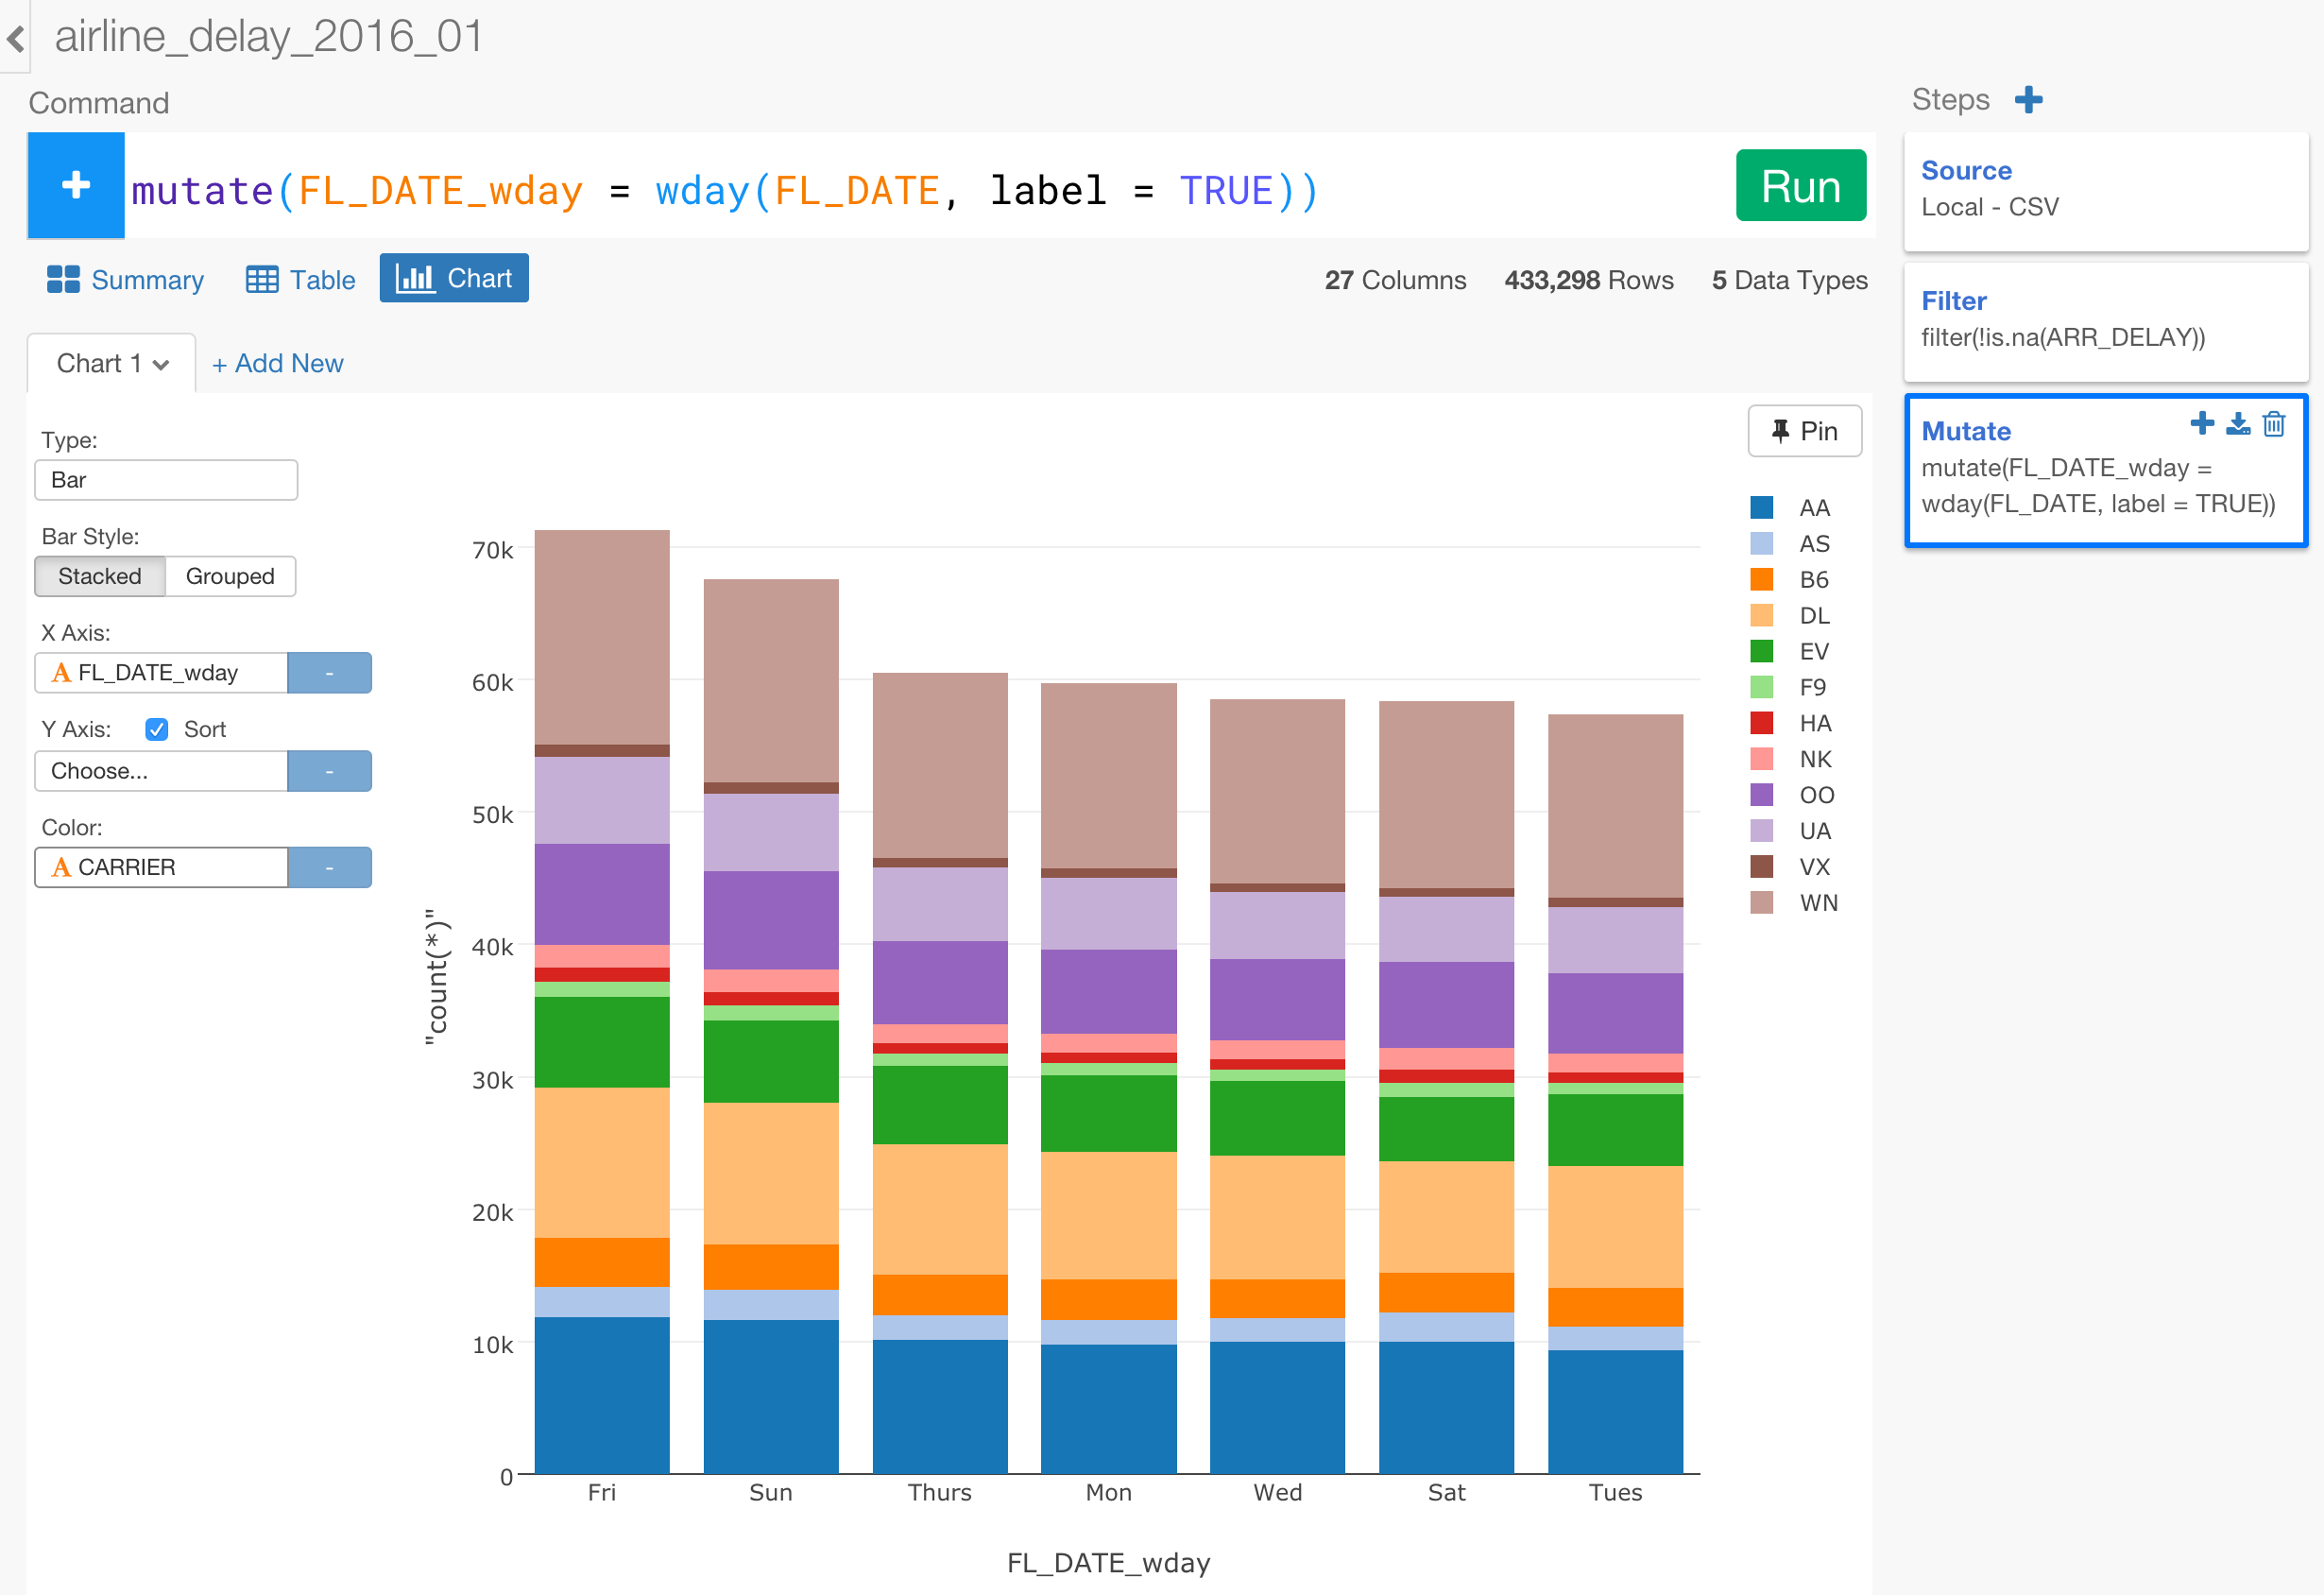 airline_delay_2016_01
Command
mutate(FL_DATE_wday = wday(FL_DATE, label = TRUE))
Run
Summary
Table
Chart
27 Columns 433,298 Rows 5 Data Types
Chart 1
+ Add New
Type:
Bar
Bar Style:
Stacked Grouped
X Axis:
A FL_DATE_wday -
Y Axis: Sort
Choose... -
Color:
A CARRIER -
Pin
"count(*)"
70k
60k
50k
40k
30k
20k
10k
0
Fri Sun Thurs Mon Wed Sat Tues
FL_DATE_wday
AA
AS
B6
DL
EV
F9
HA
NK
OO
UA
VX
WN
Steps
Source
Local - CSV
Filter
filter(!is.na(ARR_DELAY))
Mutate
mutate(FL_DATE_wday =
wday(FL_DATE, label = TRUE))